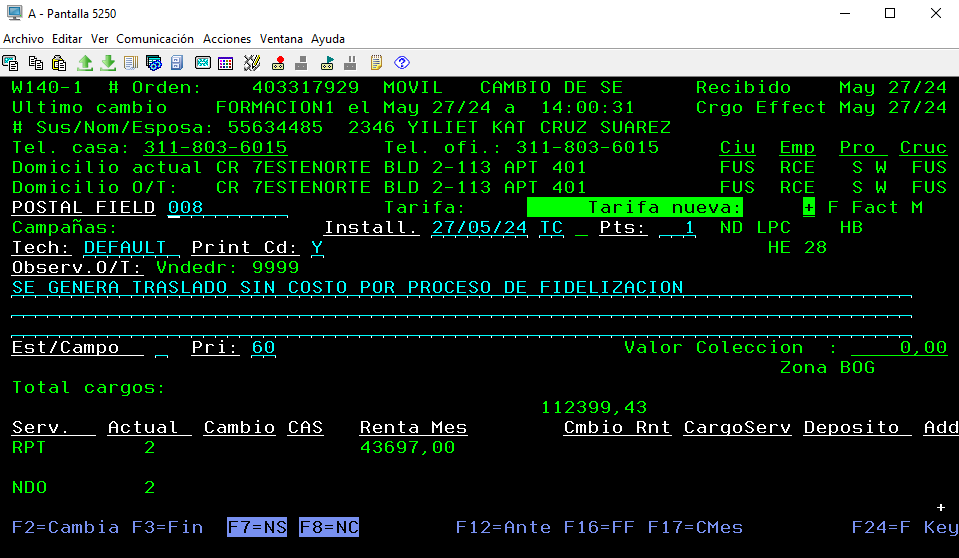 A - Pantalla 5250
Archivo Editar Ver Comunicación Acciones Ventana Ayuda
W140-1 # Orden: 403317929 MOVIL CAMBIO DE SE Recibido May 27/24
Ultimo cambio FORMACION1 el May 27/24 a 14:00:31 Crgo Effect May 27/24
# Sus/Nom/Esposa: 55634485 2346 YILIET KAT CRUZ SUAREZ
Tel. casa: 311-803-6015 Tel. ofi.: 311-803-6015 Ciu Emp Pro Cruc
Domicilio actual CR 7ESTENORTE BLD 2-113 APT 401 FUS RCE S W FUS
Domicilio O/T: CR 7ESTENORTE BLD 2-113 APT 401 FUS RCE S W FUS
POSTAL FIELD 008 Tarifa: Tarifa nueva: + F Fact M
Campañas: Install. 27/05/24 TC _ Pts: 1 ND LPC HB
Tech: DEFAULT Print Cd: Y HE 28
Observ.O/T: Vndedr: 9999
SE GENERA TRASLADO SIN COSTO POR PROCESO DE FIDELIZACION
Est/Campo Pri: 60 Valor Coleccion : 0,00
Zona BOG
Total cargos:
112399,43
Serv. Actual Cambio CAS Renta Mes Cmbio Rnt CargoServ Deposito Add
RPT 2 43697,00
NDO 2
+
F2=Cambia F3=Fin F7=NS F8=NC F12=Ante F16=FF F17=CMes F24=F Key